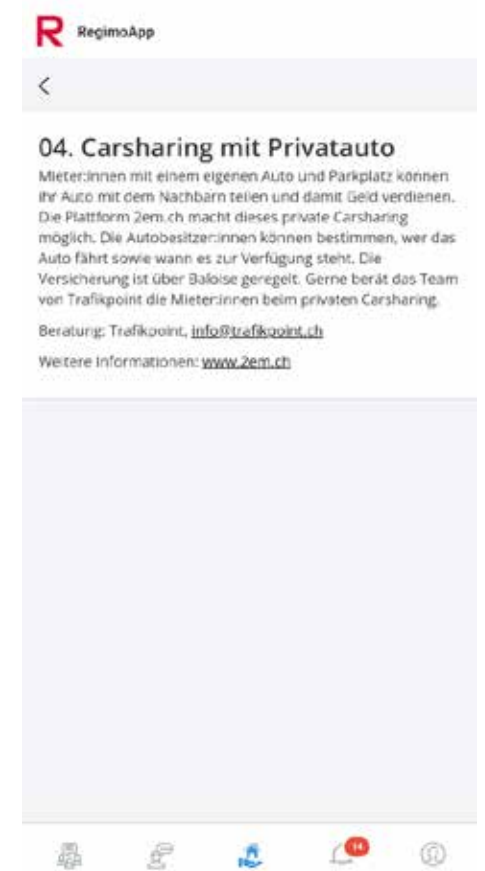 R RegimoApp
04. Carsharing mit Privatauto
Mieter:innen mit einem eigenen Auto und Parkplatz können
ihr Auto mit dem Nachbarn teilen und damit Geld verdienen.
Die Plattform 2em.ch macht dieses private Carsharing
möglich. Die Autobesitzer:innen können bestimmen, wer das
Auto fährt sowie wann es zur Verfügung steht. Die
Versicherung ist über Baloise geregelt. Gerne berät das Team
von Trafikpoint die Mieter:innen beim privaten Carsharing.
Beratung: Trafikpoint, info@trafikpoint.ch
Weitere Informationen: www.2em.ch
14